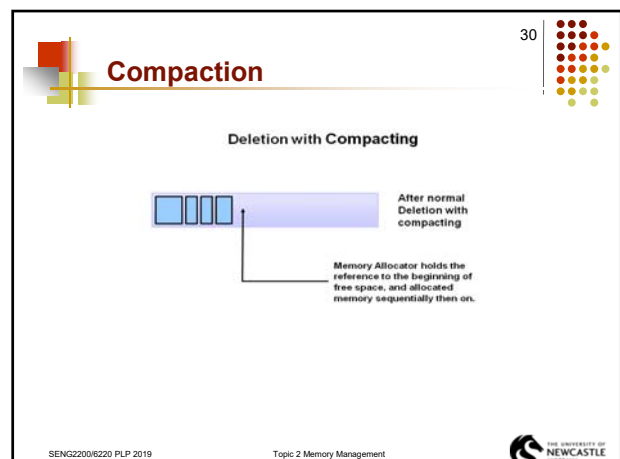 30
Compaction
Deletion with Compacting
After normal
Deletion with
compacting
Memory Allocator holds the
reference to the beginning of
free space, and allocated
memory sequentially then on.
SENG2200/6220 PLP 2019
Topic 2 Memory Management
THE UNIVERSITY OF
NEWCASTLE